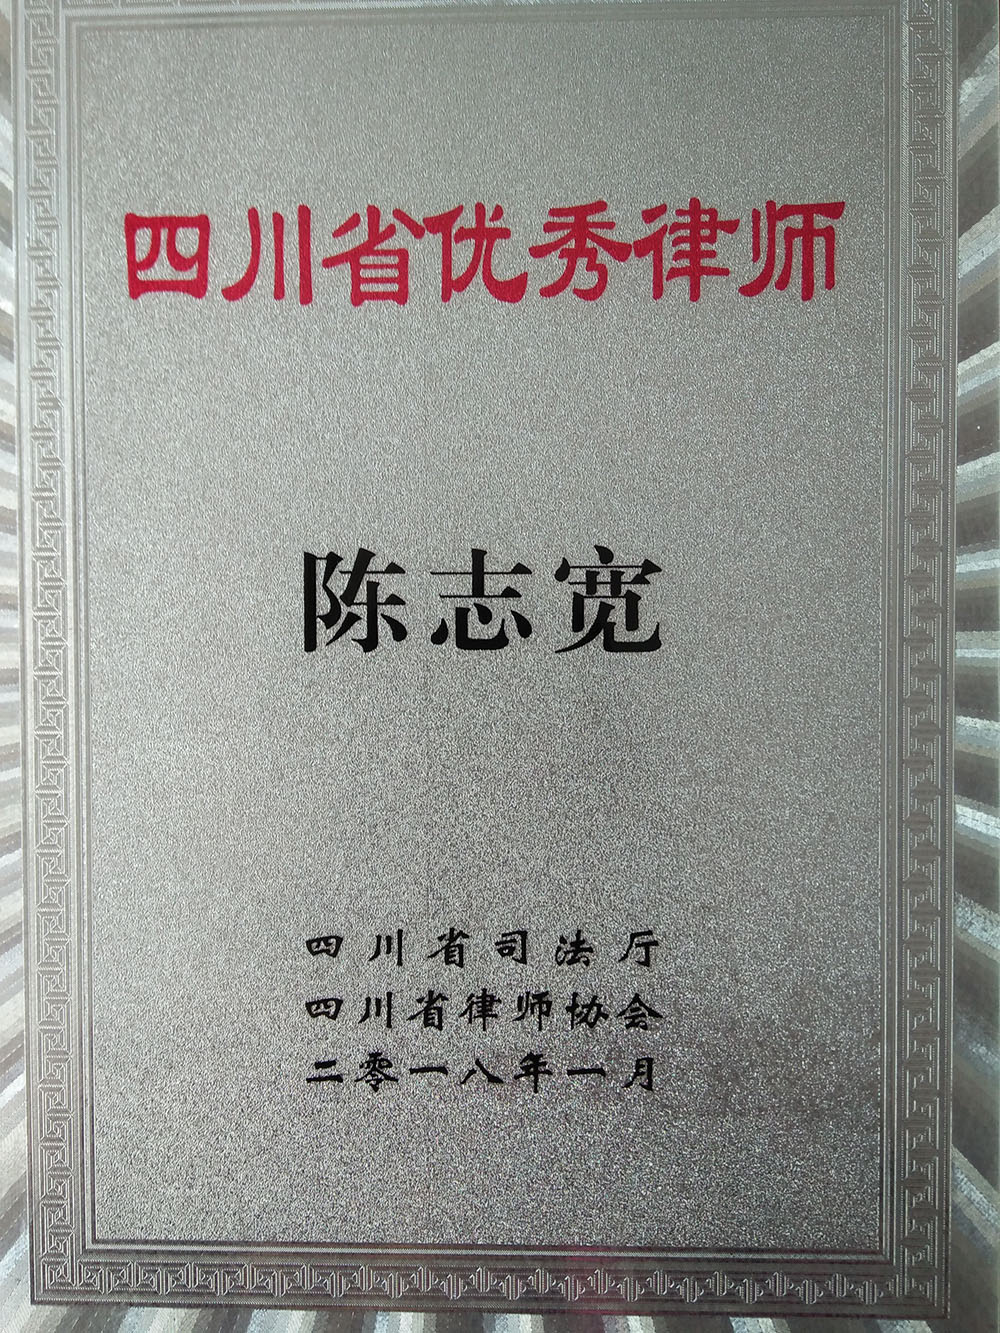 四川省优秀律师
陈志宽
四川省司法厅
四川省律师协会
二零一八年一月